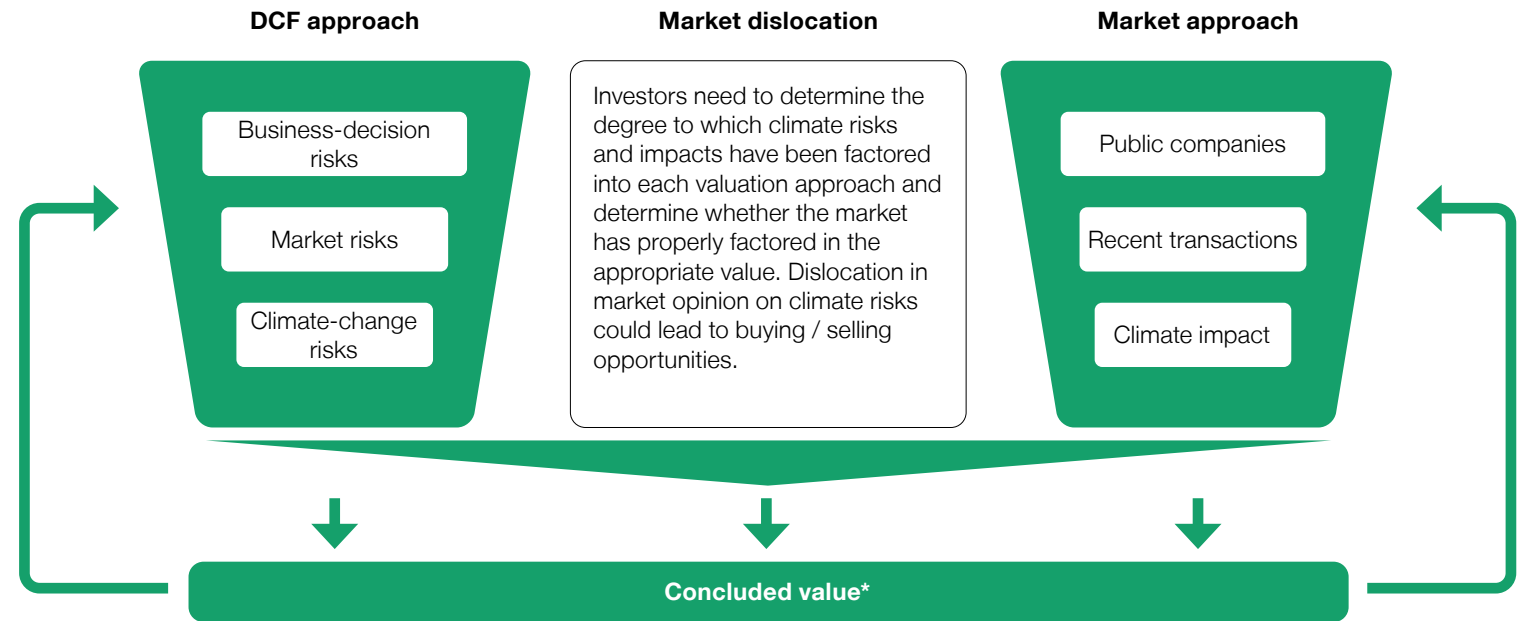 DCF approach
Business-decision
risks
Market risks
Climate-change
risks
Market dislocation
Investors need to determine the
degree to which climate risks
and impacts have been factored
into each valuation approach and
determine whether the market
has properly factored in the
appropriate value. Dislocation in
market opinion on climate risks
could lead to buying / selling
opportunities.
Market approach
Public companies
Recent transactions
Climate impact
Concluded value*